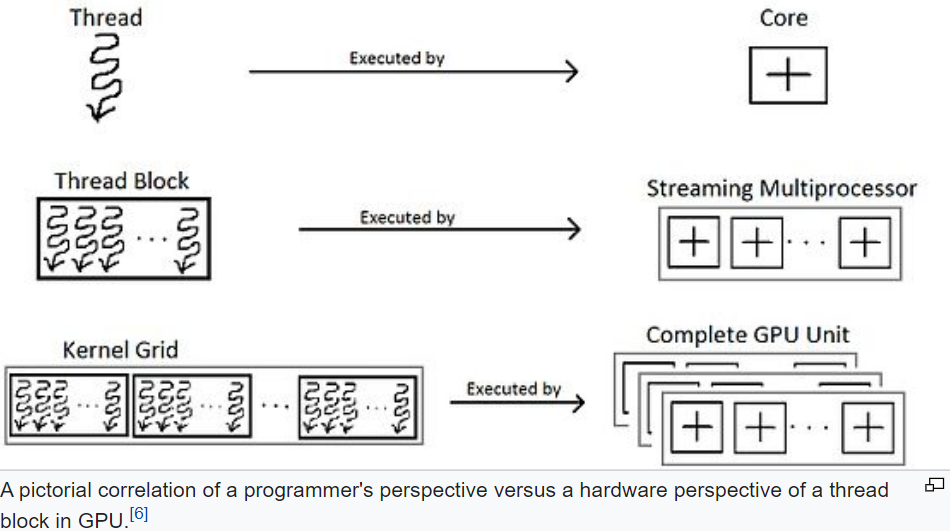 Thread
Core
Executed by
Thread Block
Streaming Multiprocessor
Executed by
Kernel Grid
Complete GPU Unit
Executed by
A pictorial correlation of a programmer's perspective versus a hardware perspective of a thread
block in GPU.[6]